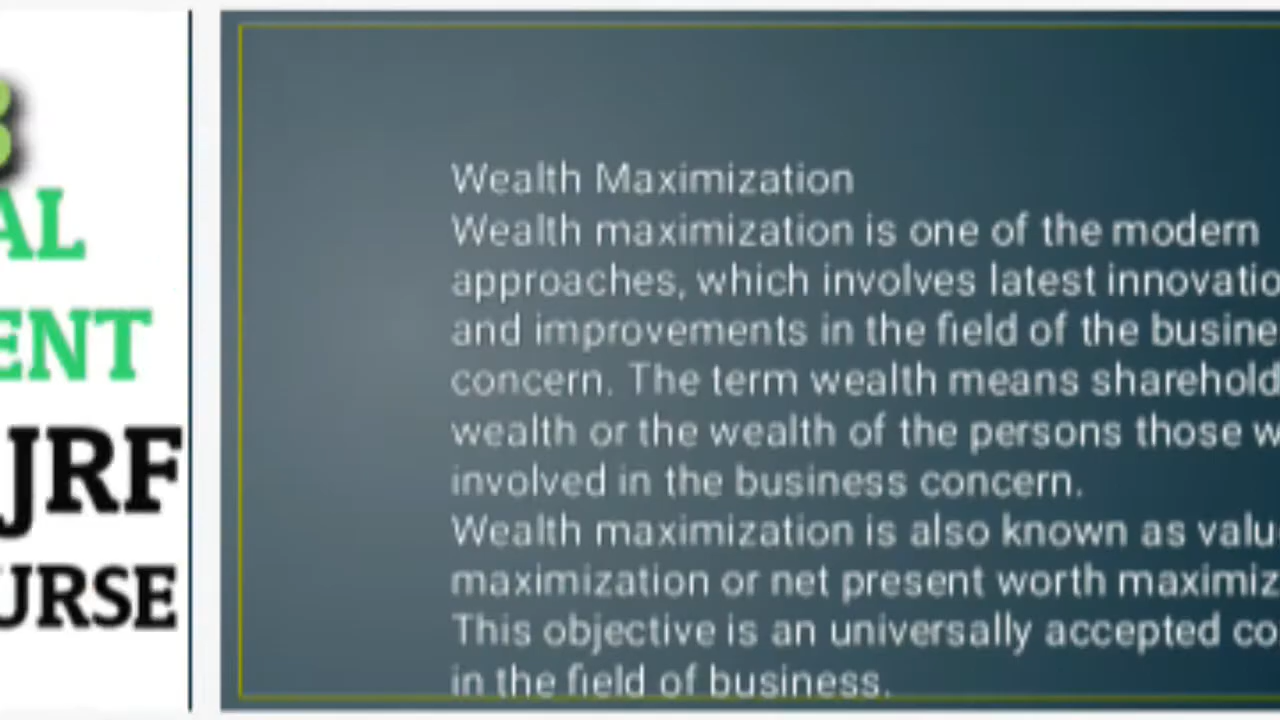 AL
ENT
JRF
URSE
Wealth Maximization
Wealth maximization is one of the modern
approaches, which involves latest innovatio
and improvements in the field of the busine
concern. The term wealth means sharehold
wealth or the wealth of the persons those w
involved in the business concern.
Wealth maximization is also known as valu
maximization or net present worth maximiz
This objective is an universally accepted co
in the field of business.